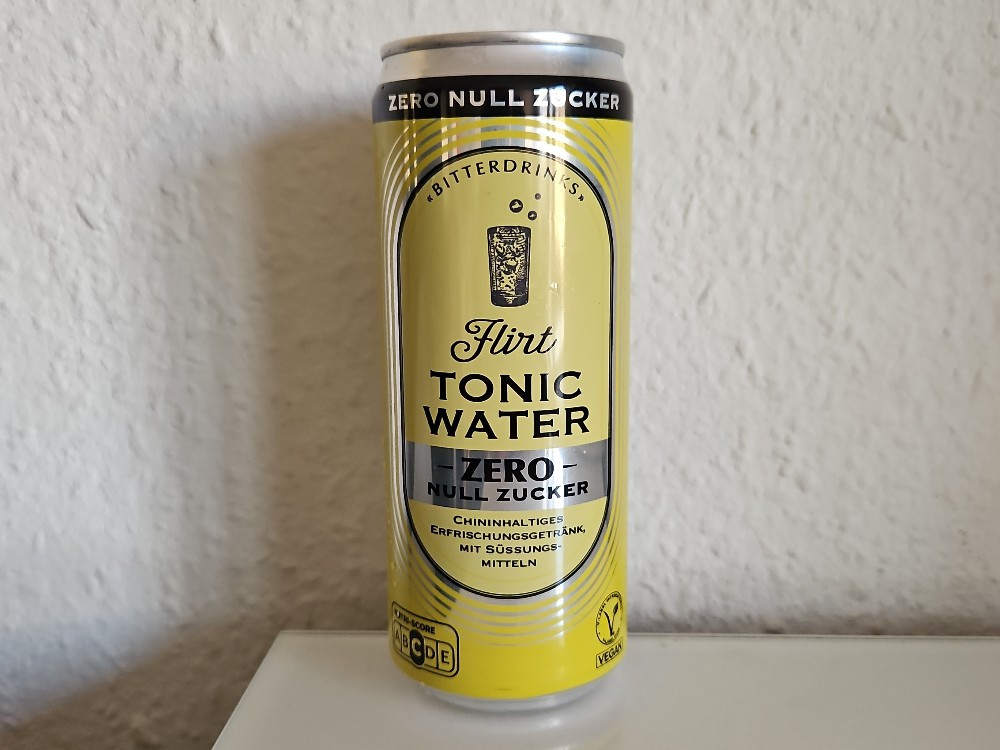 ZERO NULL ZUCKER
«BITTERDRINKS»
Flirt
TONIC
WATER
- ZERO -
NULL ZUCKER
CHININHALTIGES
ERFRISCHUNGSGETRÄNK,
MIT SÜSSUNGS-
MITTELN
NUTRI-SCORE
A B C D E
VEGAN